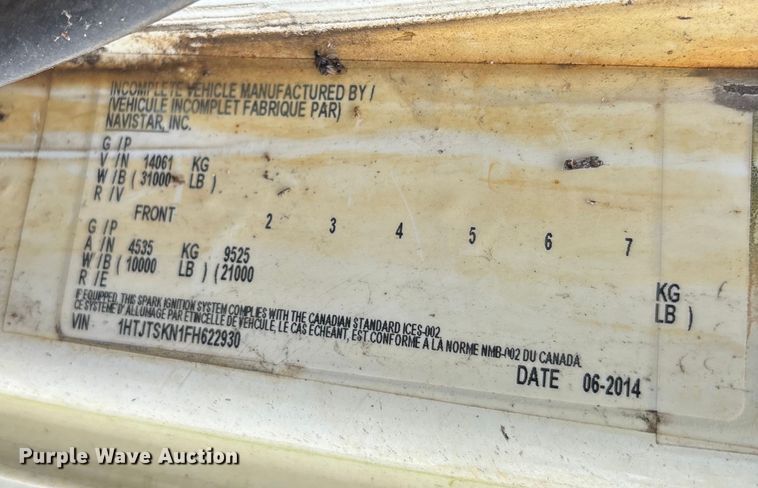 INCOMPLETE VEHICLE MANUFACTURED BY /
(VEHICULE INCOMPLET FABRIQUE PAR)
NAVISTAR, INC.
G /P
V /N 14061 KG
W /B ( 31000 LB ).
R /V
FRONT 2 3 4 5 6 7
G /P
A /N 4535 KG 9525
W /B ( 10000 LB ) ( 21000
R /E
KG
LB )
IF EQUIPPED, THIS SPARK IGNITION SYSTEM COMPLIES WITH THE CANADIAN STANDARD ICES-002
CE SYSTEME D'ALLUMAGE PAR ETINCELLE DE VEHICULE, LE CAS ECHEANT, EST CONFORME A LA NORME NMB-002 DU CANADA
VIN 1HTJTSKN1FH622930
DATE 06-2014
Purple Wave Auction